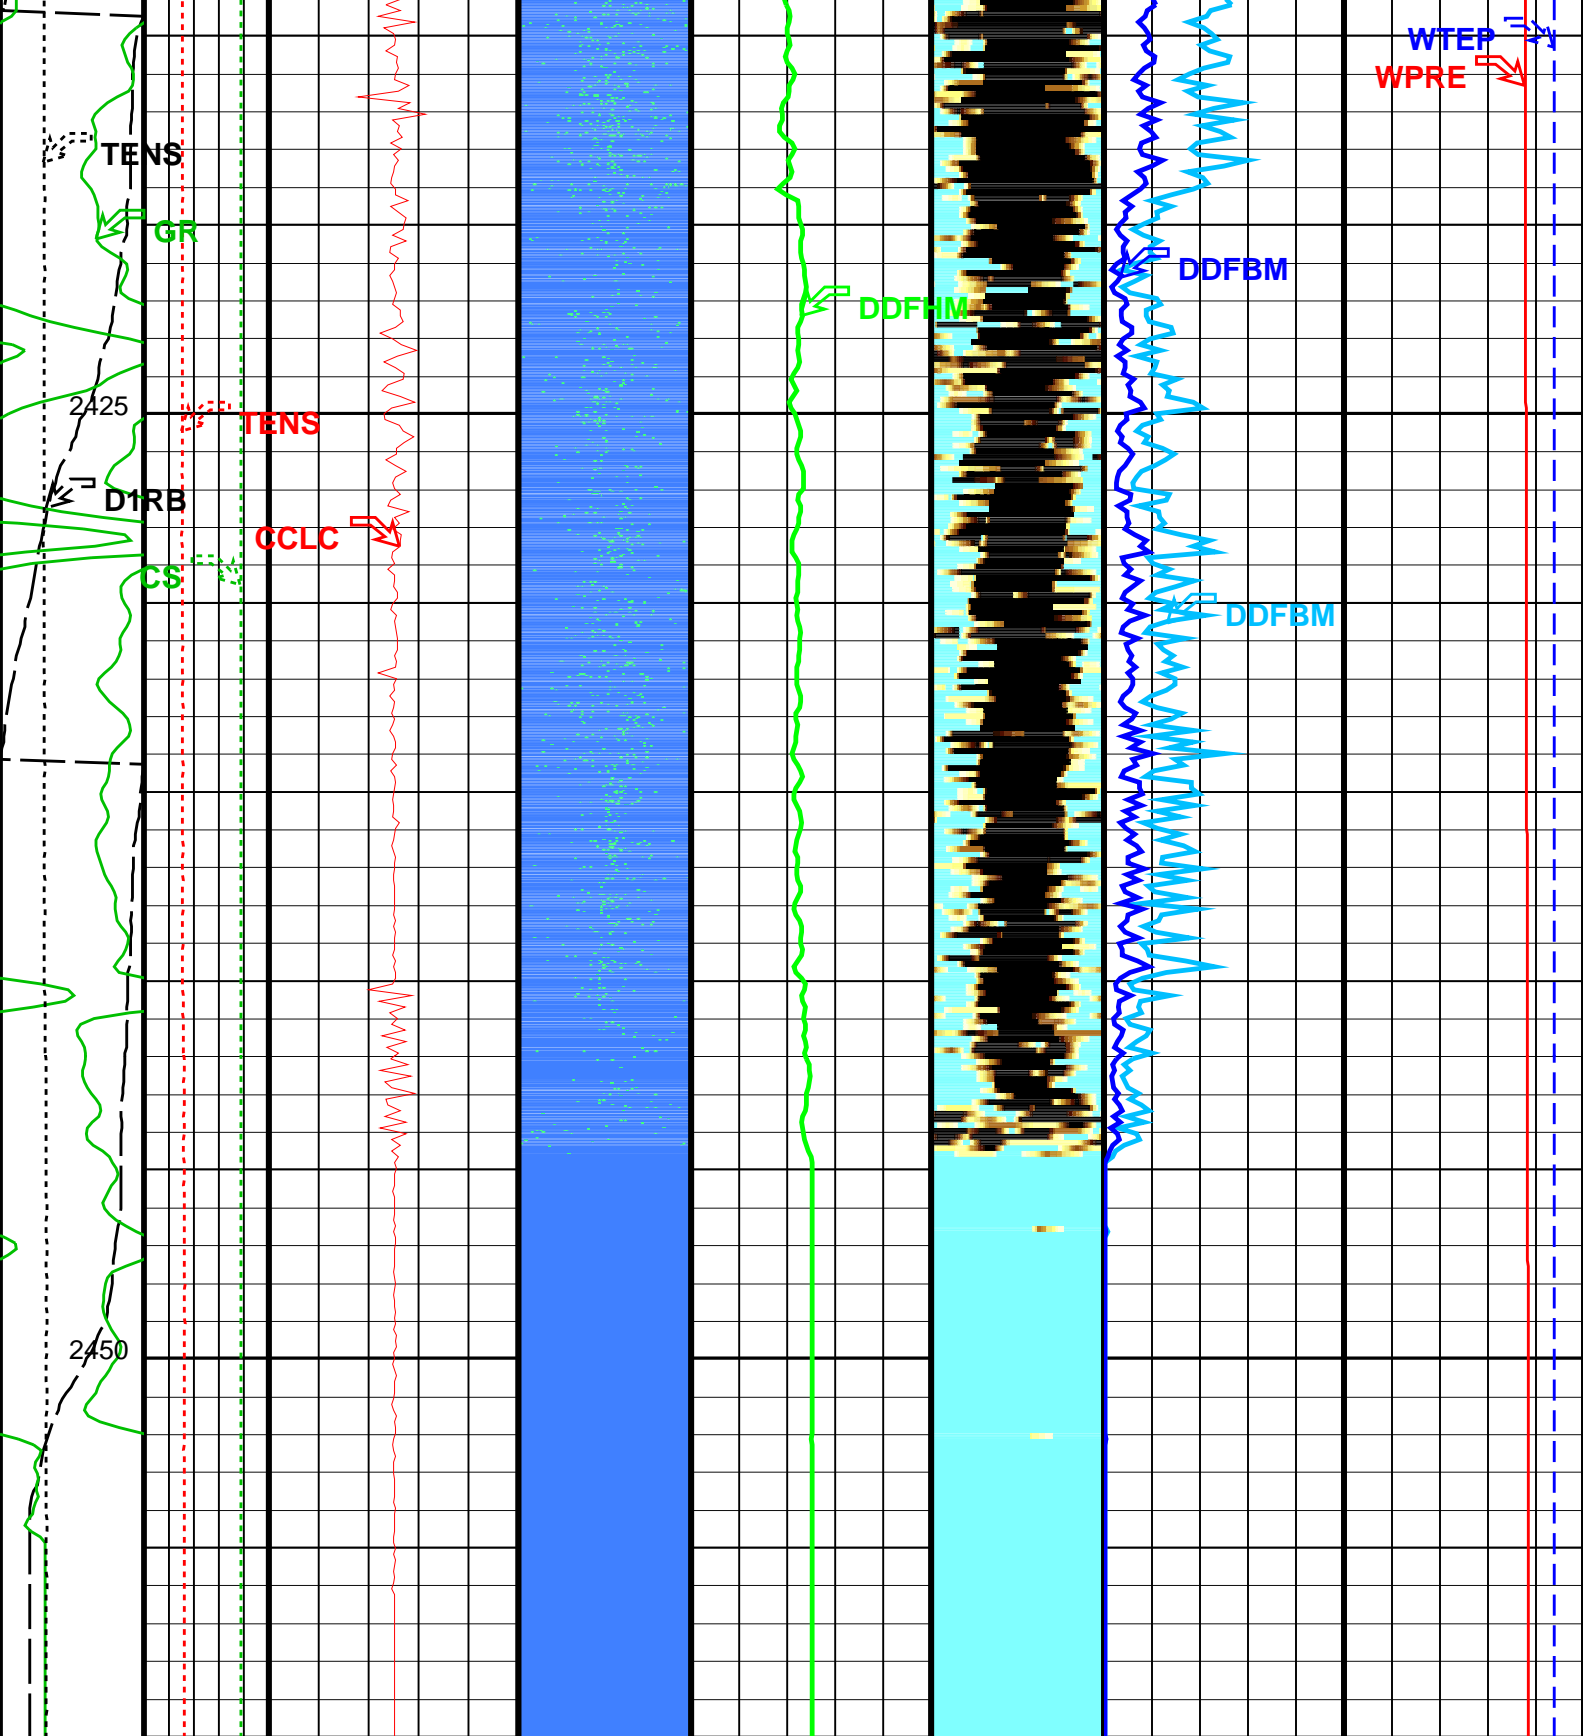 WTEP
WPRE
TENS
GR
DDFBM
DDFHM
2425
TENS
D1RB
CCLC
CS
DDFBM
2450